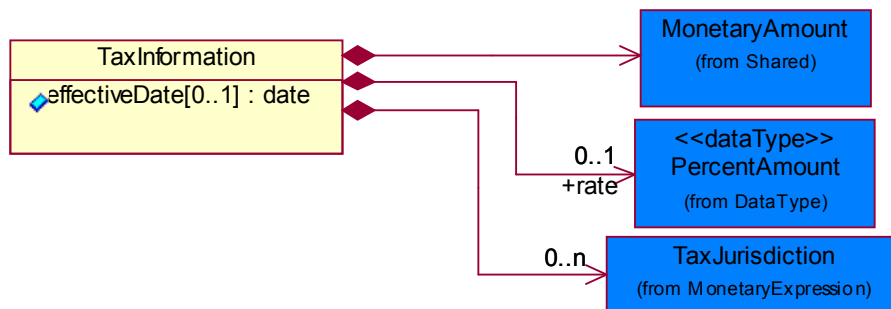 TaxInformation
effectiveDate[0..1] : date
MonetaryAmount
(from Shared)
0..1
+rate
<<dataType>>
PercentAmount
(from DataType)
0..n
TaxJurisdiction
(from MonetaryExpression)